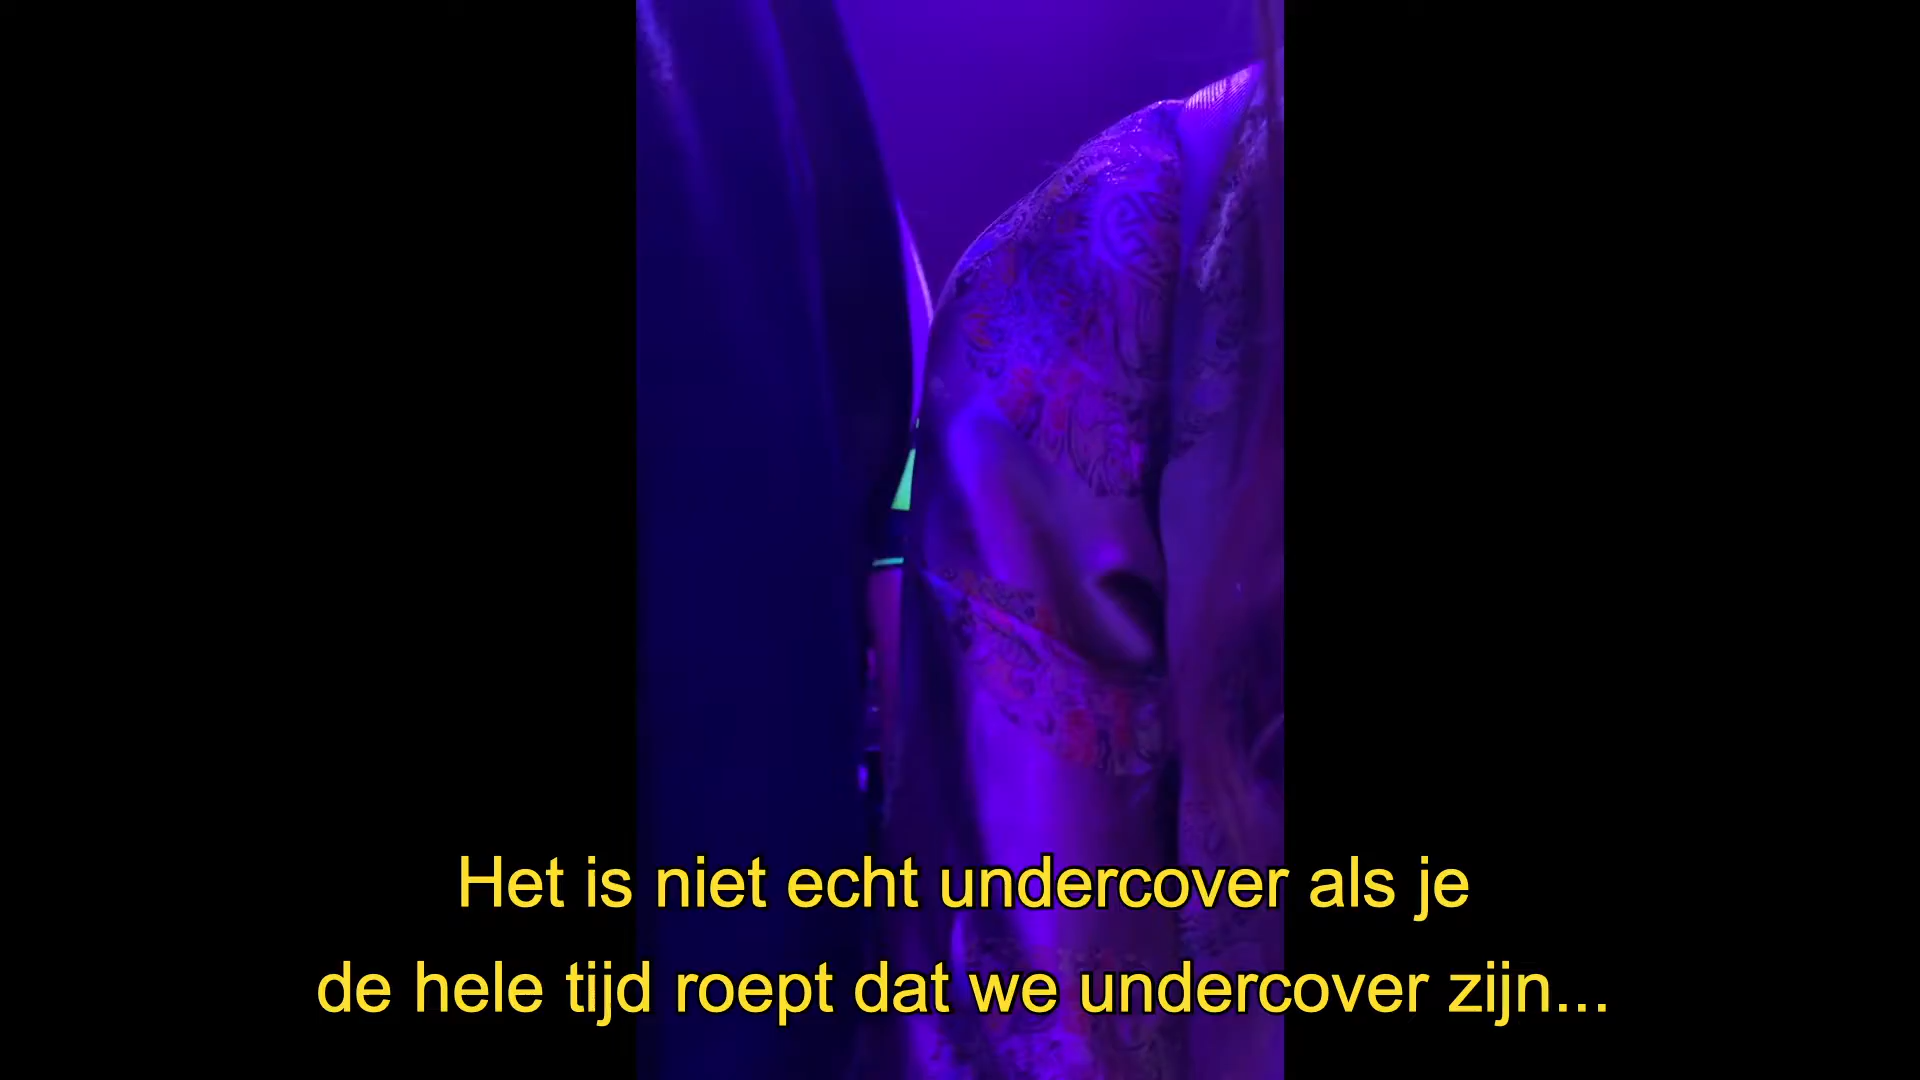 Het is niet echt undercover als je
de hele tijd roept dat we undercover zijn...